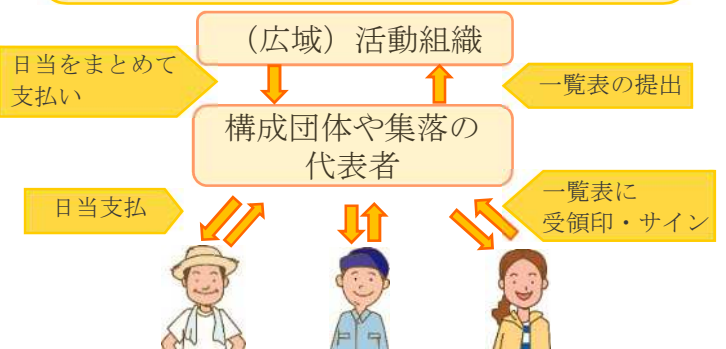 （広域）活動組織
日当をまとめて
支払い
一覧表の提出
構成団体や集落の
代表者
日当支払
一覧表に
受領印・サイン